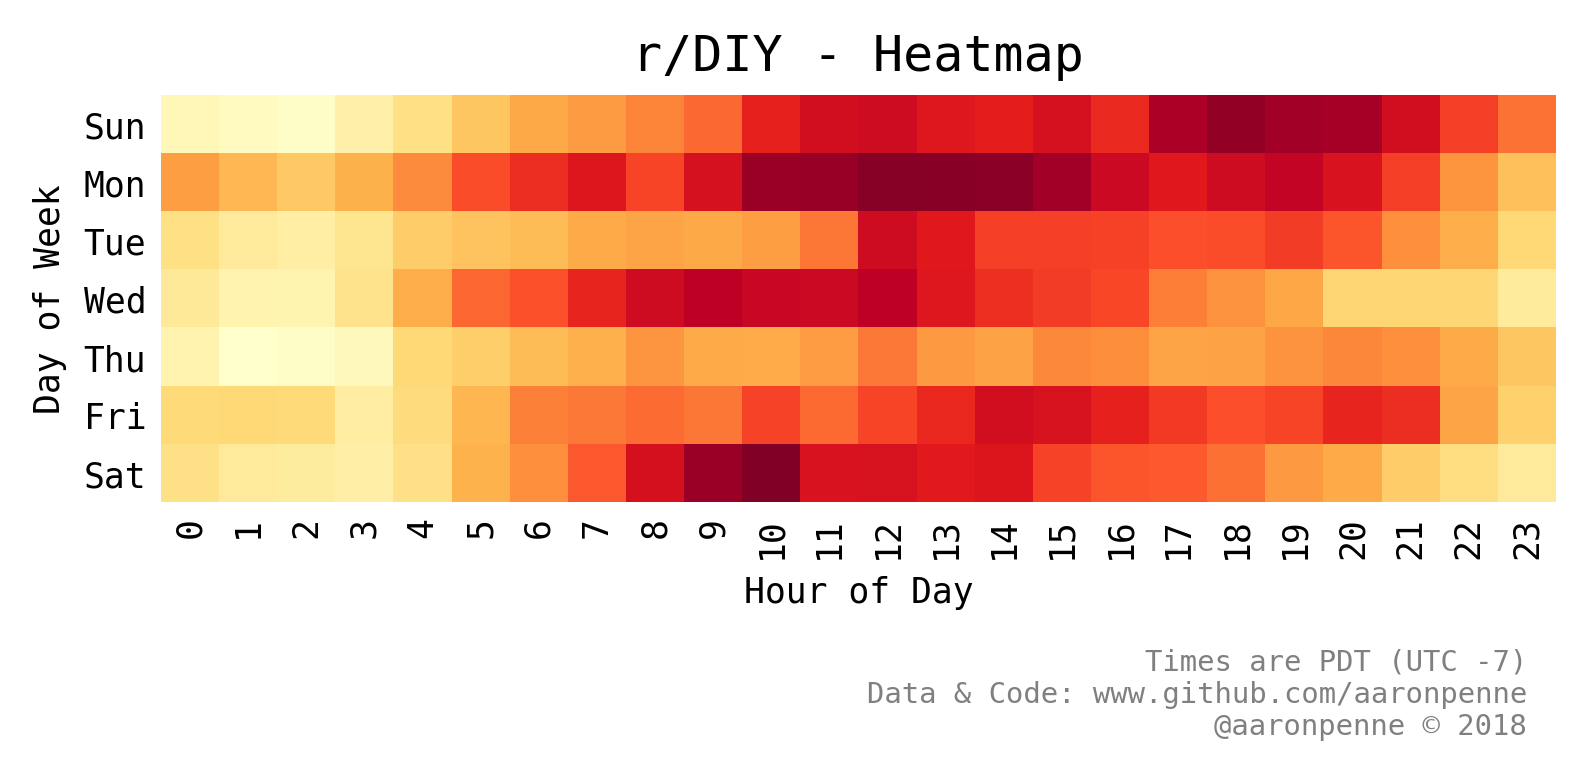 r/DIY - Heatmap
Day of Week
Sun
Mon
Tue
Wed
Thu
Fri
Sat
0 1 2 3 4 5 6 7 8 9 10 11 12 13 14 15 16 17 18 19 20 21 22 23
Hour of Day
Times are PDT (UTC -7)
Data & Code: www.github.com/aaronpenne
@aaronpenne © 2018